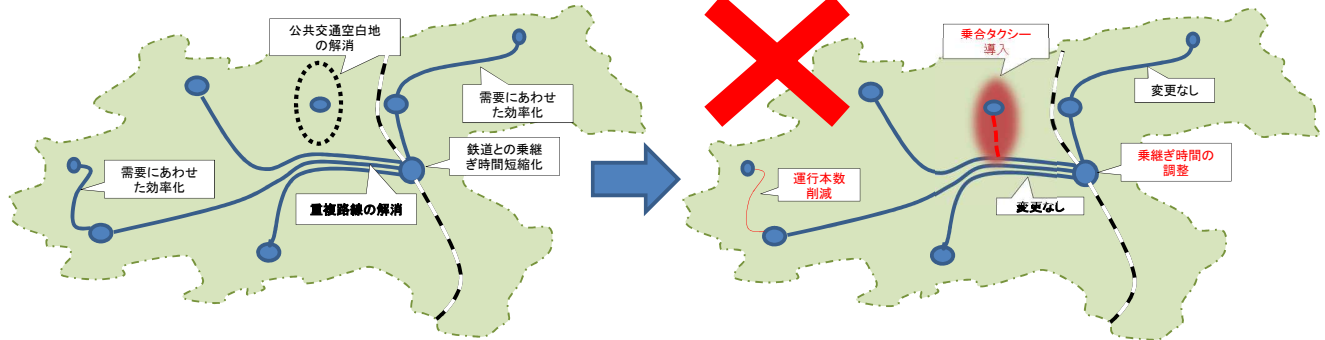 公共交通空白地
の解消
需要にあわせ
た効率化
鉄道との乗継
ぎ時間短縮化
需要にあわせ
た効率化
重複路線の解消
乗合タクシー
導入
変更なし
乗継ぎ時間の
調整
運行本数
削減
変更なし